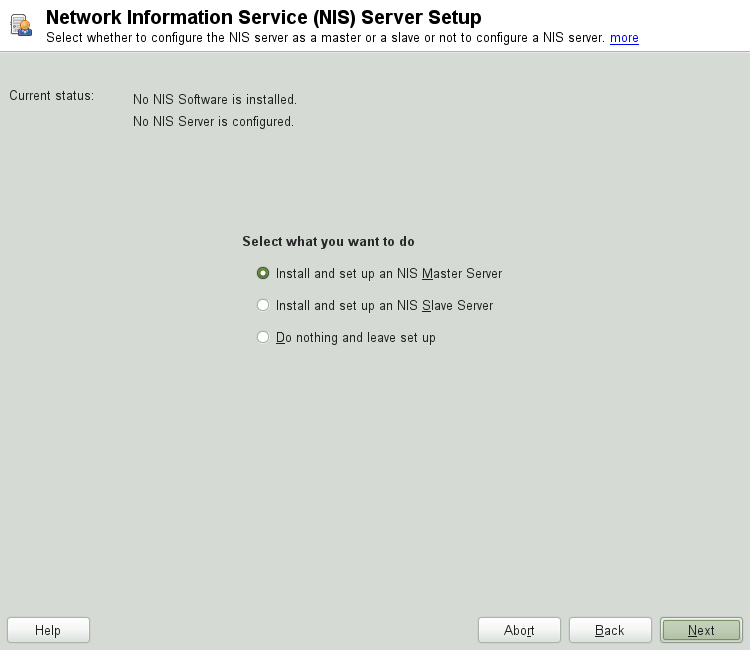 Network Information Service (NIS) Server Setup
Select whether to configure the NIS server as a master or a slave or not to configure a NIS server. more
Current status:
No NIS Software is installed.
No NIS Server is configured.
Select what you want to do
Install and set up an NIS Master Server
Install and set up an NIS Slave Server
Do nothing and leave set up
Help
Abort
Back
Next